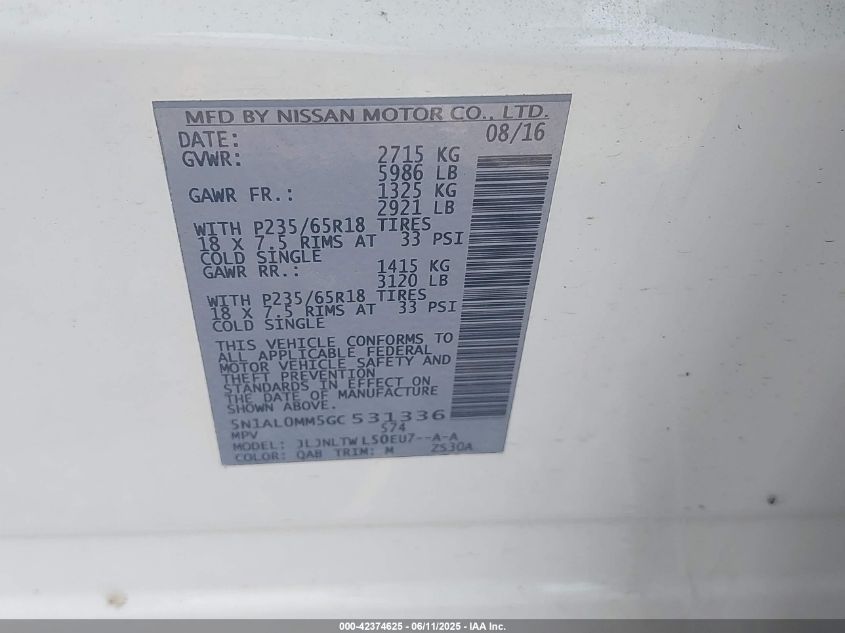 MFD BY NISSAN MOTOR CO., LTD.
DATE: 08/16
GVWR: 2715 KG
5986 LB
GAWR FR.: 1325 KG
2921 LB
WITH P235/65R18 TIRES
18 X 7.5 RIMS AT 33 PSI
COLD SINGLE
GAWR RR.: 1415 KG
3120 LB
WITH P235/65R18 TIRES
18 X 7.5 RIMS AT 33 PSI
COLD SINGLE
THIS VEHICLE CONFORMS TO
ALL APPLICABLE FEDERAL
MOTOR VEHICLE SAFETY AND
THEFT PREVENTION
STANDARDS IN EFFECT ON
THE DATE OF MANUFACTURE
SHOWN ABOVE.
5N1AL0MM5GC531336
MPV 574
MODEL: JLJNLTWL50EU7--A-A
COLOR: QAB TRIM: M ZS30A
000-42374625 - 06/11/2025 - IAA Inc.